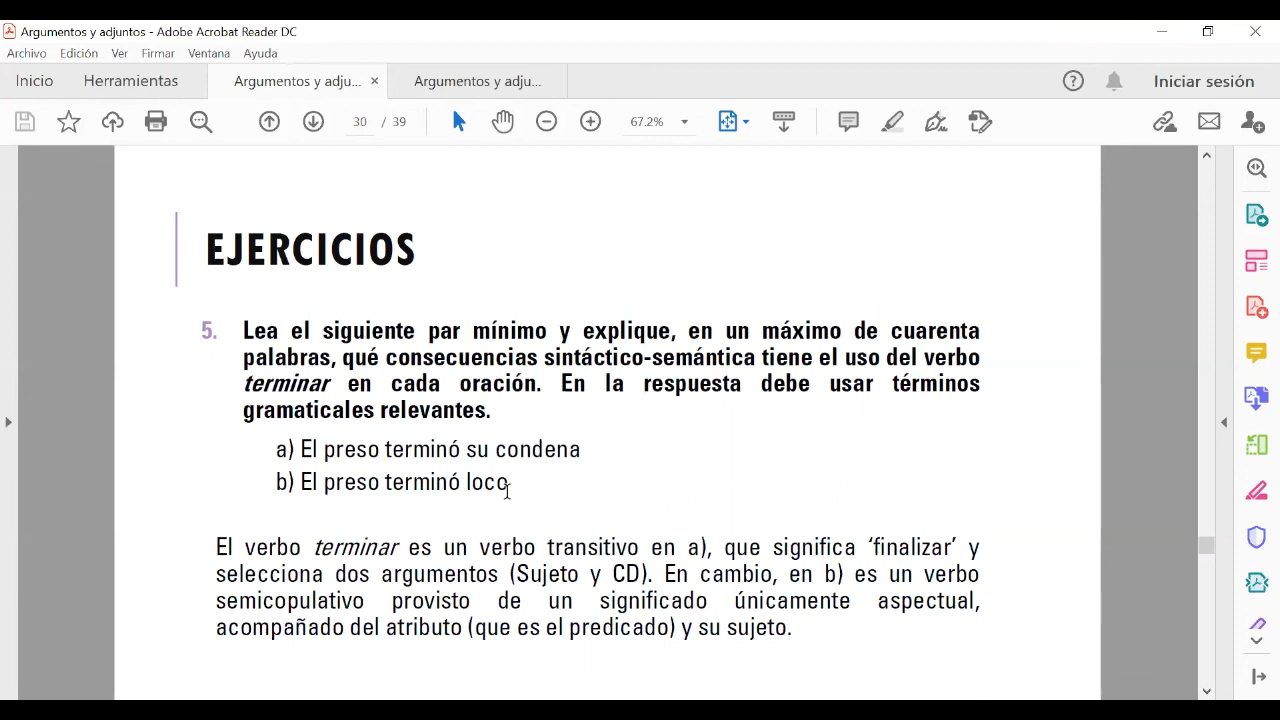 Argumentos y adjuntos - Adobe Acrobat Reader DC
Archivo Edición Ver Firmar Ventana Ayuda
Inicio Herramientas Argumentos y adju... × Argumentos y adju... Iniciar sesión
30 / 39 67.2%
EJERCICIOS
5. Lea el siguiente par mínimo y explique, en un máximo de cuarenta
palabras, qué consecuencias sintáctico-semántica tiene el uso del verbo
terminar en cada oración. En la respuesta debe usar términos
gramaticales relevantes.
a) El preso terminó su condena
b) El preso terminó loco
El verbo terminar es un verbo transitivo en a), que significa ‘finalizar’ y
selecciona dos argumentos (Sujeto y CD). En cambio, en b) es un verbo
semicopulativo provisto de un significado únicamente aspectual,
acompañado del atributo (que es el predicado) y su sujeto.